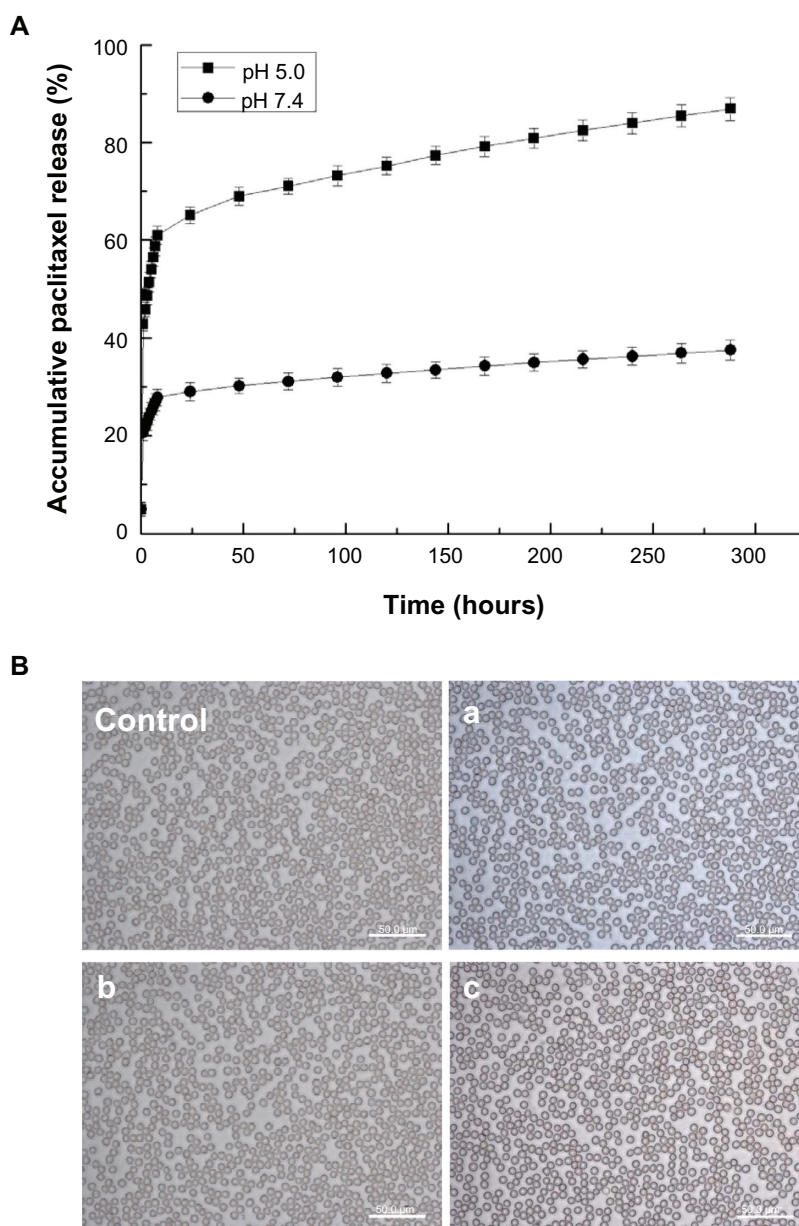 A
100
80
60
40
20
0
Accumulative paclitaxel release (%)
pH 5.0
pH 7.4
0 50 100 150 200 250 300
Time (hours)
B
Control
a
50.0 µm
50.0 µm
b
c
50.0 µm
50.0 µm